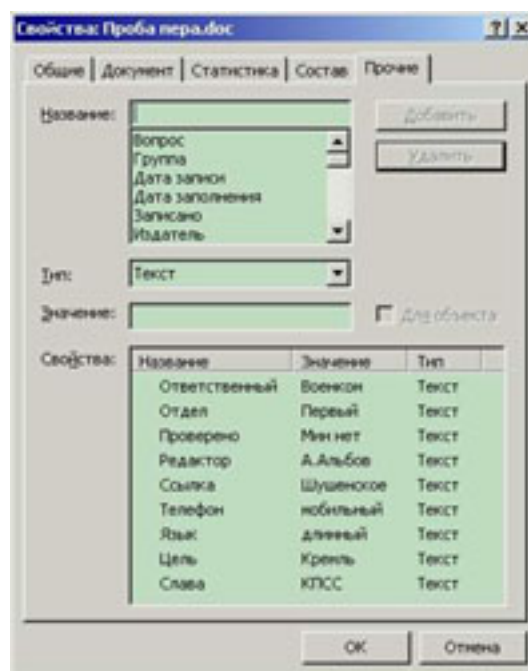 Свойства: Проба пера.doc
Общие Документ Статистика Состав Прочие
Название:
Добавить
Вопрос
Группа
Дата записи
Дата заполнения
Записано
Издатель
Удалить
Тип: Текст
Значение: Для объекта
Свойства: Название Значение Тип
Ответственный Военкон Текст
Отдел Первый Текст
Проверено Мин нет Текст
Редактор А.Альбов Текст
Ссылка Шушенское Текст
Телефон мобильный Текст
Язык длинный Текст
Цель Кремль Текст
Слава КПСС Текст
ОК Отмена